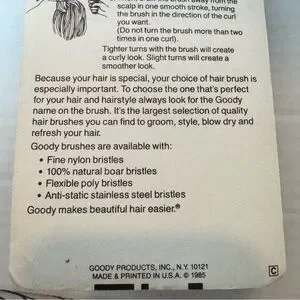 brush away from the
scalp in one smooth stroke, turning
the brush in the direction of the curl
you want.
(Do not turn the brush more than two
times in one curl).
Tighter turns with the brush will create
a curly look. Slight turns will create a
smoother look.
Because your hair is special, your choice of hair brush is
especially important. To choose the one that's perfect
for your hair and hairstyle always look for the Goody
name on the brush. It's the largest selection of quality
hair brushes you can find to groom, style, blow dry and
refresh your hair.
Goody brushes are available with:
• Fine nylon bristles
• 100% natural boar bristles
• Flexible poly bristles
• Anti-static stainless steel bristles
Goody makes beautiful hair easier.®
GOODY PRODUCTS, INC., N.Y. 10121
MADE & PRINTED IN U.S.A. © 1985
C